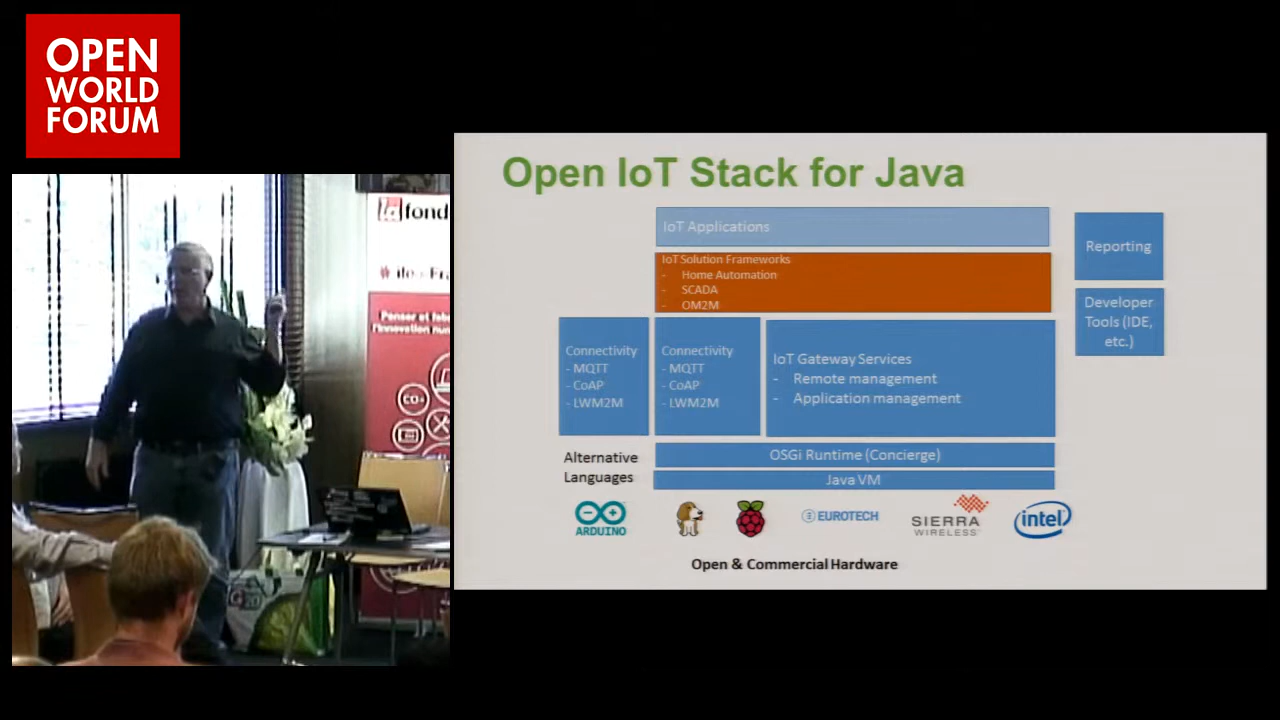 OPEN
WORLD
FORUM
Open IoT Stack for Java
IoT Applications
IoT Solution Frameworks
- Home Automation
- SCADA
- OM2M
Reporting
Developer
Tools (IDE,
etc.)
Connectivity
- MQTT
- CoAP
- LWM2M
Connectivity
- MQTT
- CoAP
- LWM2M
IoT Gateway Services
- Remote management
- Application management
Alternative
Languages
OSGi Runtime (Concierge)
Java VM
ARDUINO
EUROTECH
SIERRA
WIRELESS
intel
Open & Commercial Hardware
fond
Penser et fab
l'innovation nu
CO+